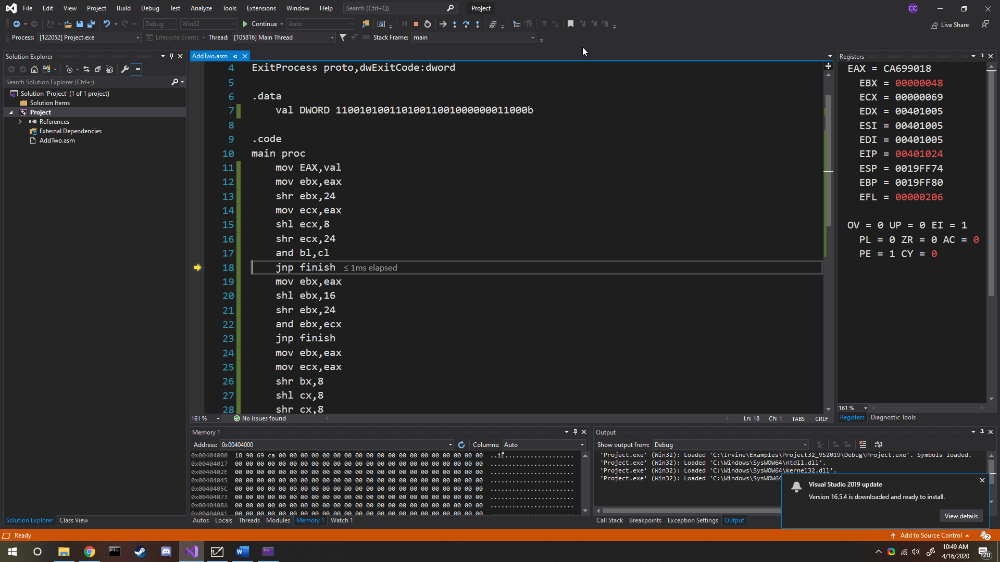 File Edit View Project Build Debug Test Analyze Tools Extensions Window Help Search (Ctrl+Q) Project CC
Debug Win32 Continue Auto Live Share
Process: [122052] Project.exe Lifecycle Events Thread: [105816] Main Thread Stack Frame: main
Solution Explorer
Search Solution Explorer (Ctrl+;)
Solution 'Project' (1 of 1 project)
Solution Items
Project
References
External Dependencies
AddTwo.asm
Solution Explorer Class View
AddTwo.asm
4 ExitProcess proto,dwExitCode:dword
5
6 .data
7 val DWORD 11001010011010011001000000011000b
8
9 .code
10 main proc
11 mov EAX,val
12 mov ebx,eax
13 shr ebx,24
14 mov ecx,eax
15 shl ecx,8
16 shr ecx,24
17 and bl,cl
18 jnp finish ≤ 1ms elapsed
19 mov ebx,eax
20 shl ebx,16
21 shr ebx,24
22 and ebx,ecx
23 jnp finish
24 mov ebx,eax
25 mov ecx,eax
26 shr bx,8
27 shl cx,8
28 shr cx,8
161 % No issues found Ln: 18 Ch: 1 TABS CRLF
Registers
EAX = CA699018
EBX = 00000048
ECX = 00000069
EDX = 00401005
ESI = 00401005
EDI = 00401005
EIP = 00401024
ESP = 0019FF74
EBP = 0019FF80
EFL = 00000206
OV = 0 UP = 0 EI = 1
PL = 0 ZR = 0 AC = 0
PE = 1 CY = 0
161 %
Registers Diagnostic Tools
Memory 1
Address: 0x00404000 Columns: Auto
0x00404000 18 90 69 ca 00 00 00 00 00 00 00 00 00 00 00 00 00 00 00 00 00 00 00 ..iÊ...................
0x00404017 00 00 00 00 00 00 00 00 00 00 00 00 00 00 00 00 00 00 00 00 00 00 00 .......................
0x0040402E 00 00 00 00 00 00 00 00 00 00 00 00 00 00 00 00 00 00 00 00 00 00 00 .......................
0x00404045 00 00 00 00 00 00 00 00 00 00 00 00 00 00 00 00 00 00 00 00 00 00 00 .......................
0x0040405C 00 00 00 00 00 00 00 00 00 00 00 00 00 00 00 00 00 00 00 00 00 00 00 .......................
0x00404073 00 00 00 00 00 00 00 00 00 00 00 00 00 00 00 00 00 00 00 00 00 00 00 .......................
0x0040408A 00 00 00 00 00 00 00 00 00 00 00 00 00 00 00 00 00 00 00 00 00 00 00 .......................
0x004040A1 00 00 00 00 00 00 00 00 00 00 00 00 00 00 00 00 00 00 00 00 00 00 00 .......................
Autos Locals Threads Modules Memory 1 Watch 1
Output
Show output from: Debug
'Project.exe' (Win32): Loaded 'C:\Irvine\Examples\Project32_VS2019\Debug\Project.exe'. Symbols loaded.
'Project.exe' (Win32): Loaded 'C:\Windows\SysWOW64\ntdll.dll'.
'Project.exe' (Win32): Loaded 'C:\Windows\SysWOW64\kernel32.dll'.
'Project.exe' (Win32): Loaded 'C:\Windows\SysWOW64
Call Stack Breakpoints Exception Settings Output
Visual Studio 2019 update
Version 16.5.4 is downloaded and ready to install.
View details
Ready Add to Source Control 2
10:49 AM
4/16/2020
20